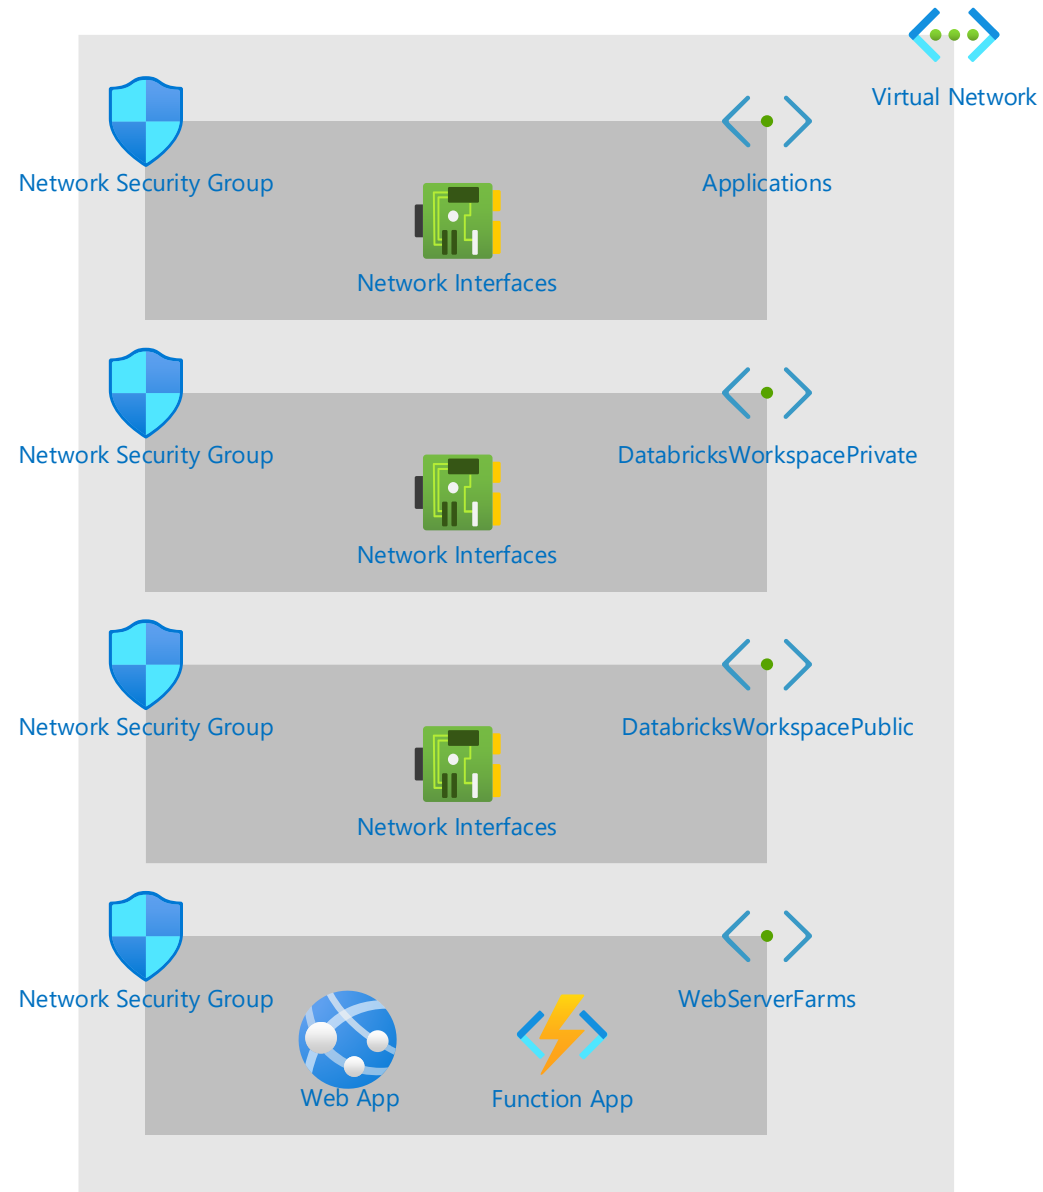 Virtual Network
Network Security Group
Applications
Network Interfaces
Network Security Group
DatabricksWorkspacePrivate
Network Interfaces
Network Security Group
DatabricksWorkspacePublic
Network Interfaces
Network Security Group
WebServerFarms
Web App
Function App